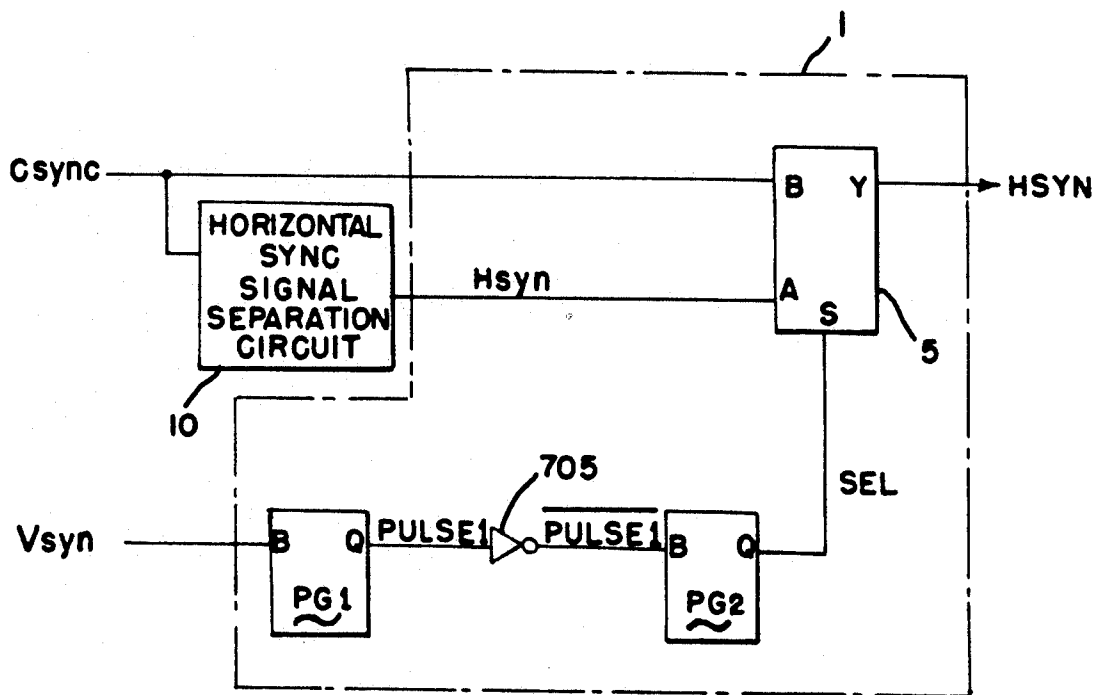 1
Csync
HORIZONTAL
SYNC
SIGNAL
SEPARATION
CIRCUIT
10
Hsyn
B Y
A
S
HSYN
5
705
SEL
Vsyn
B Q
PG1
PULSE1
PULSE1
B Q
PG2